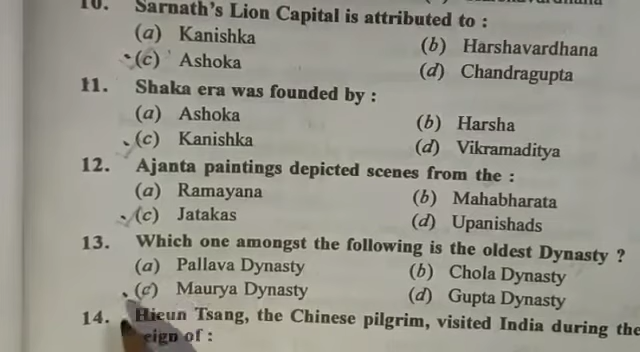 10. Sarnath's Lion Capital is attributed to :
(a) Kanishka (b) Harshavardhana
(c) Ashoka (d) Chandragupta
11. Shaka era was founded by :
(a) Ashoka (b) Harsha
(c) Kanishka (d) Vikramaditya
12. Ajanta paintings depicted scenes from the :
(a) Ramayana (b) Mahabharata
(c) Jatakas (d) Upanishads
13. Which one amongst the following is the oldest Dynasty ?
(a) Pallava Dynasty (b) Chola Dynasty
(c) Maurya Dynasty (d) Gupta Dynasty
14. Hieun Tsang, the Chinese pilgrim, visited India during the
eign of :